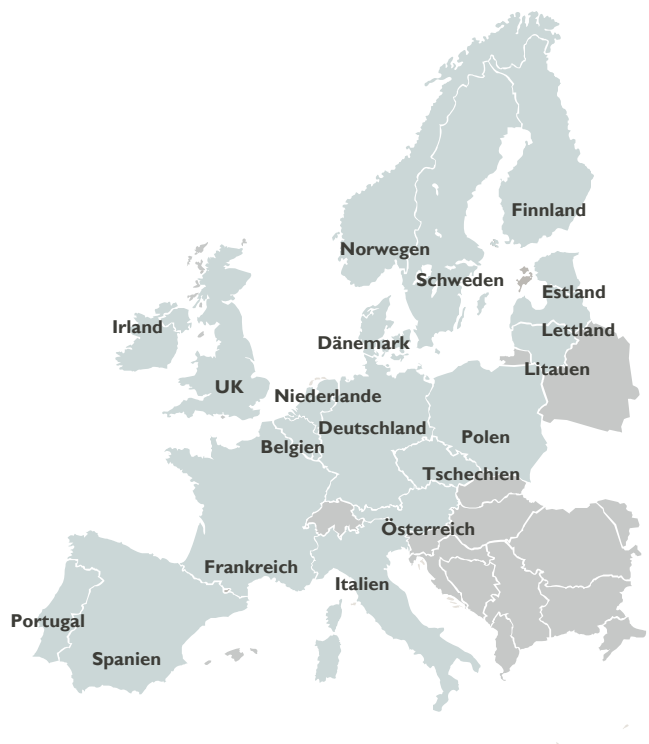 Finnland
Norwegen
Schweden
Estland
Irland
Lettland
Dänemark
Litauen
UK
Niederlande
Deutschland
Polen
Belgien
Tschechien
Österreich
Frankreich
Italien
Portugal
Spanien